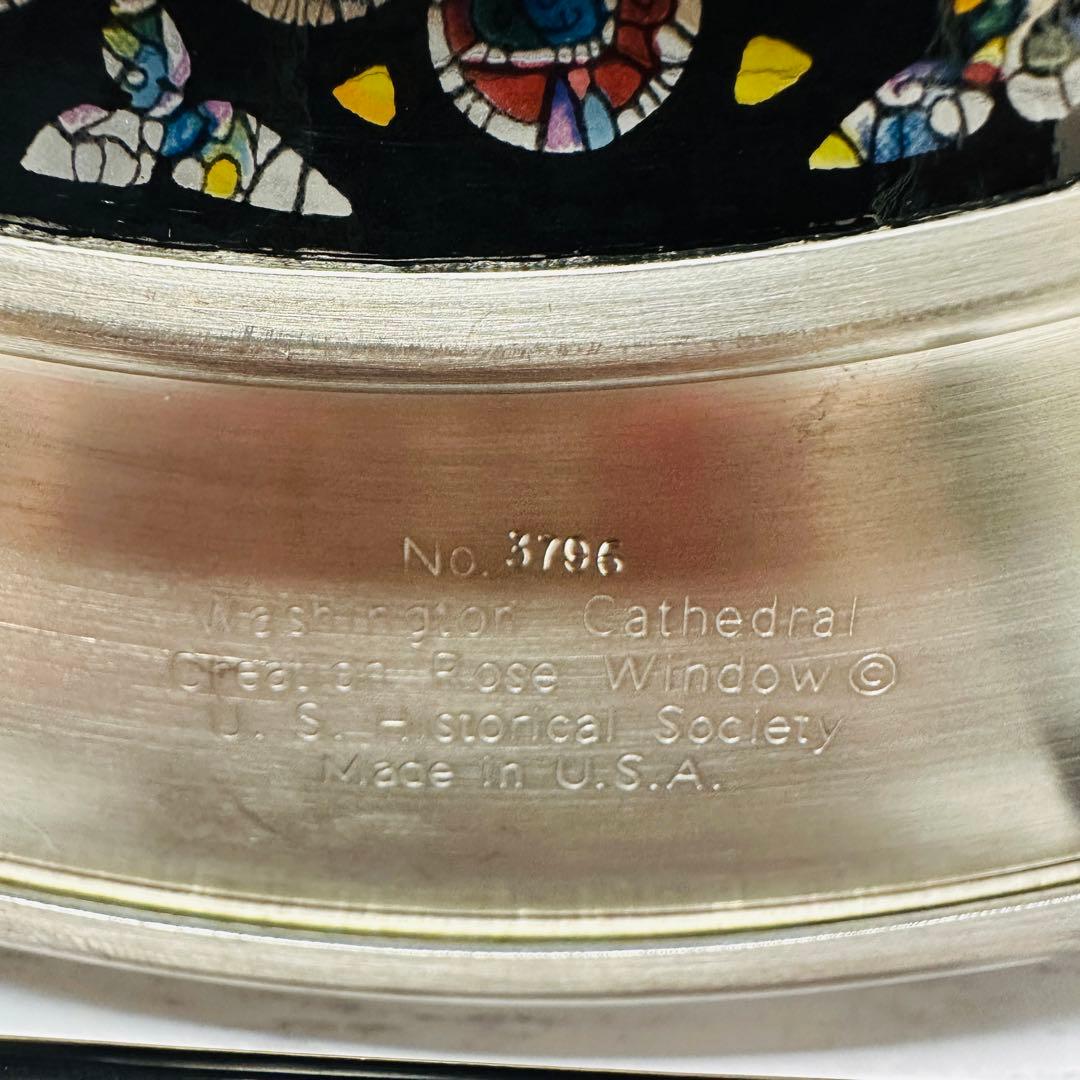 No. 3796
Washington Cathedral
Creation Rose Window ©
U. S. Historical Society
Made in U.S.A.